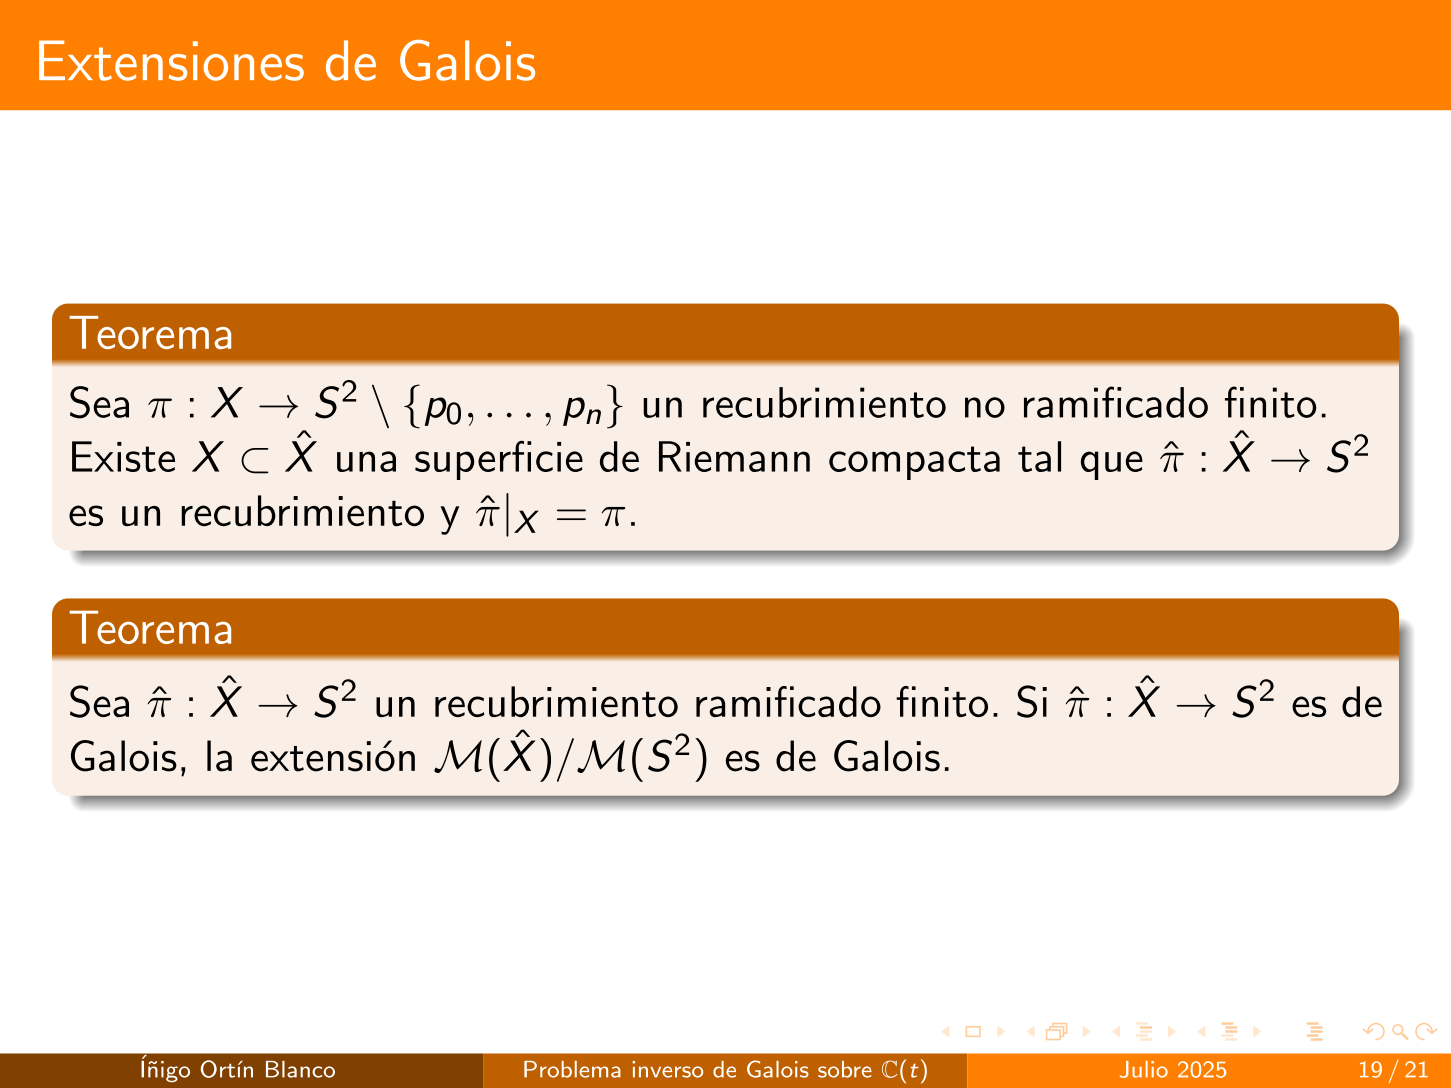 Extensiones de Galois
Teorema
Sea π : X → S² \ {p₀, . . . , pₙ} un recubrimiento no ramificado finito.
Existe X ⊂ X̂ una superficie de Riemann compacta tal que π̂ : X̂ → S²
es un recubrimiento y π̂|_X = π.
Teorema
Sea π̂ : X̂ → S² un recubrimiento ramificado finito. Si π̂ : X̂ → S² es de
Galois, la extensión ℳ(X̂)/ℳ(S²) es de Galois.
Íñigo Ortín Blanco Problema inverso de Galois sobre ℂ(t) Julio 2025 19 / 21